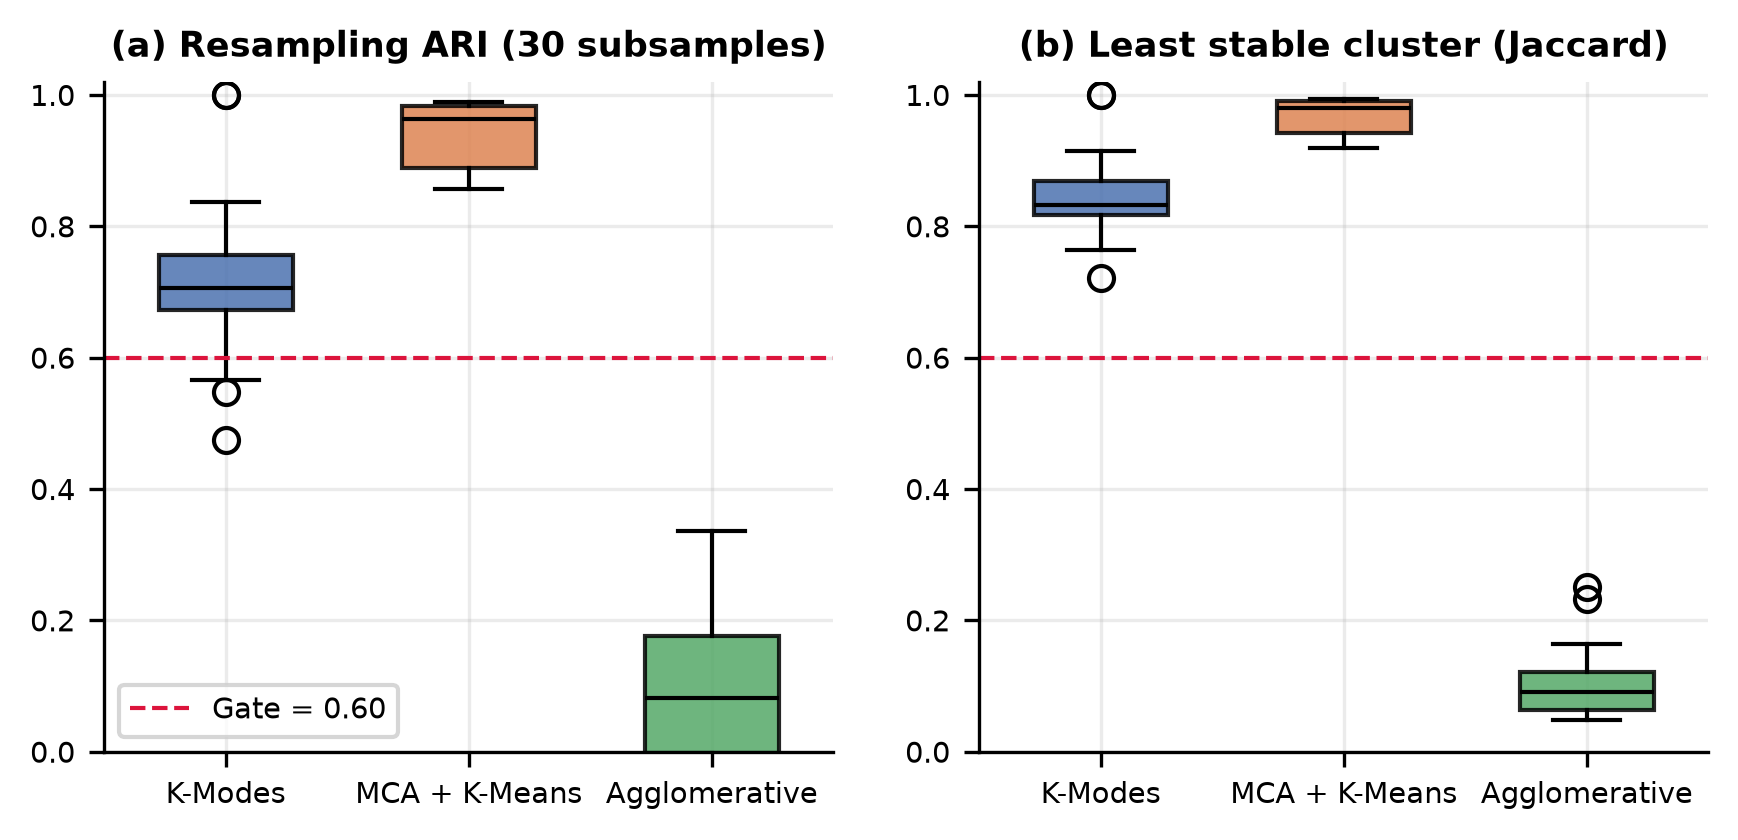 (a) Resampling ARI (30 subsamples)
1.0
0.8
0.6
0.4
0.2
0.0
Gate = 0.60
K-Modes
MCA + K-Means
Agglomerative
(b) Least stable cluster (Jaccard)
1.0
0.8
0.6
0.4
0.2
0.0
K-Modes
MCA + K-Means
Agglomerative